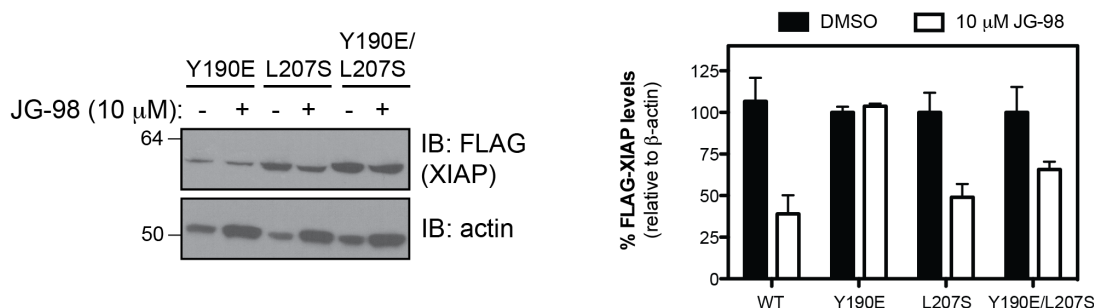 Y190E L207S Y190E/
L207S
JG-98 (10 μM): - + - + - +
64
IB: FLAG
(XIAP)
50
IB: actin
DMSO 10 μM JG-98
% FLAG-XIAP levels
(relative to β-actin)
125
100
75
50
25
0
WT Y190E L207S Y190E/L207S